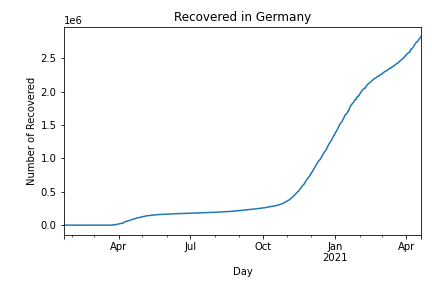 Recovered in Germany
1e6
2.5
2.0
1.5
1.0
0.5
0.0
Number of Recovered
Apr
Jul
Oct
Jan
2021
Apr
Day